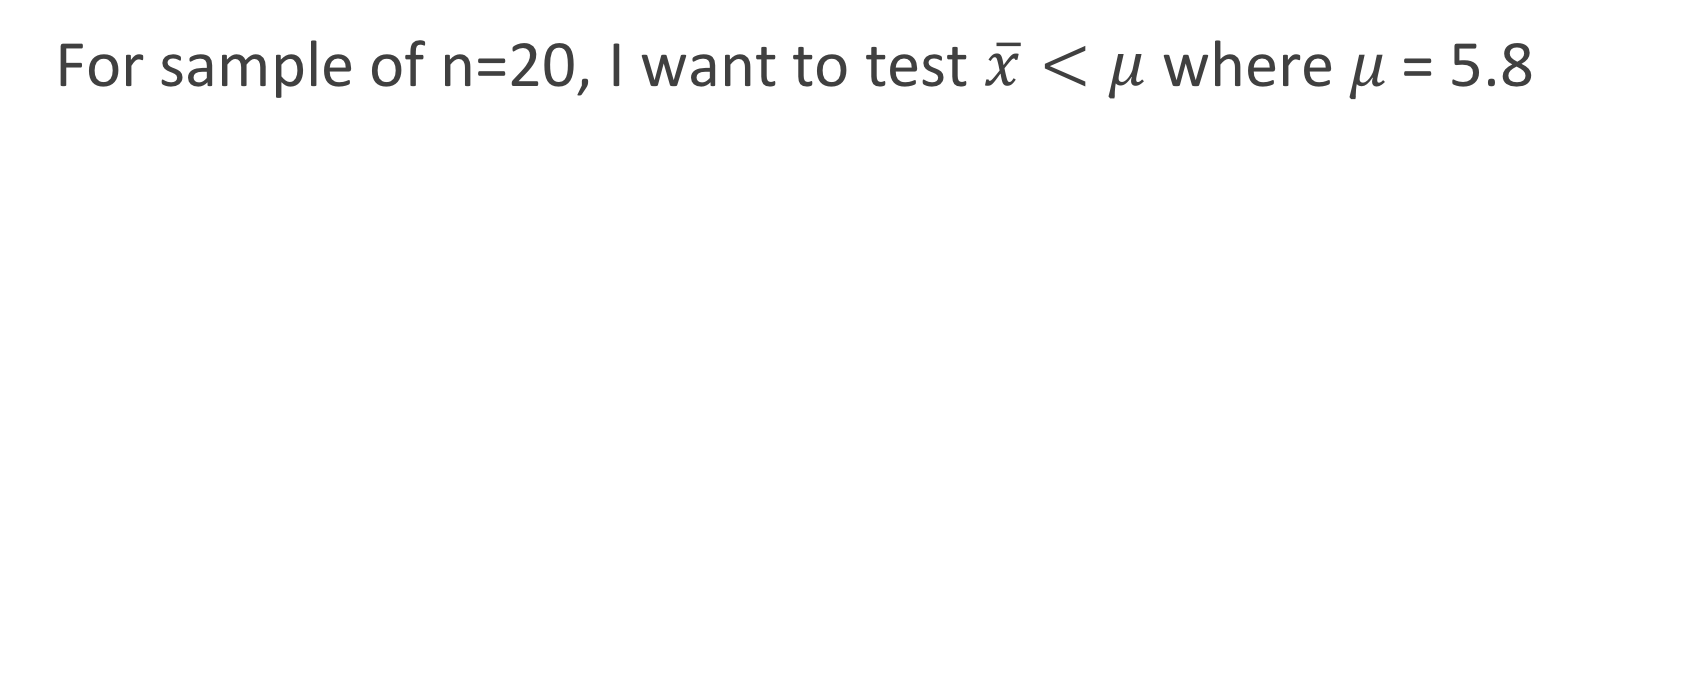 For sample of n=20, I want to test x̄ < μ where μ = 5.8